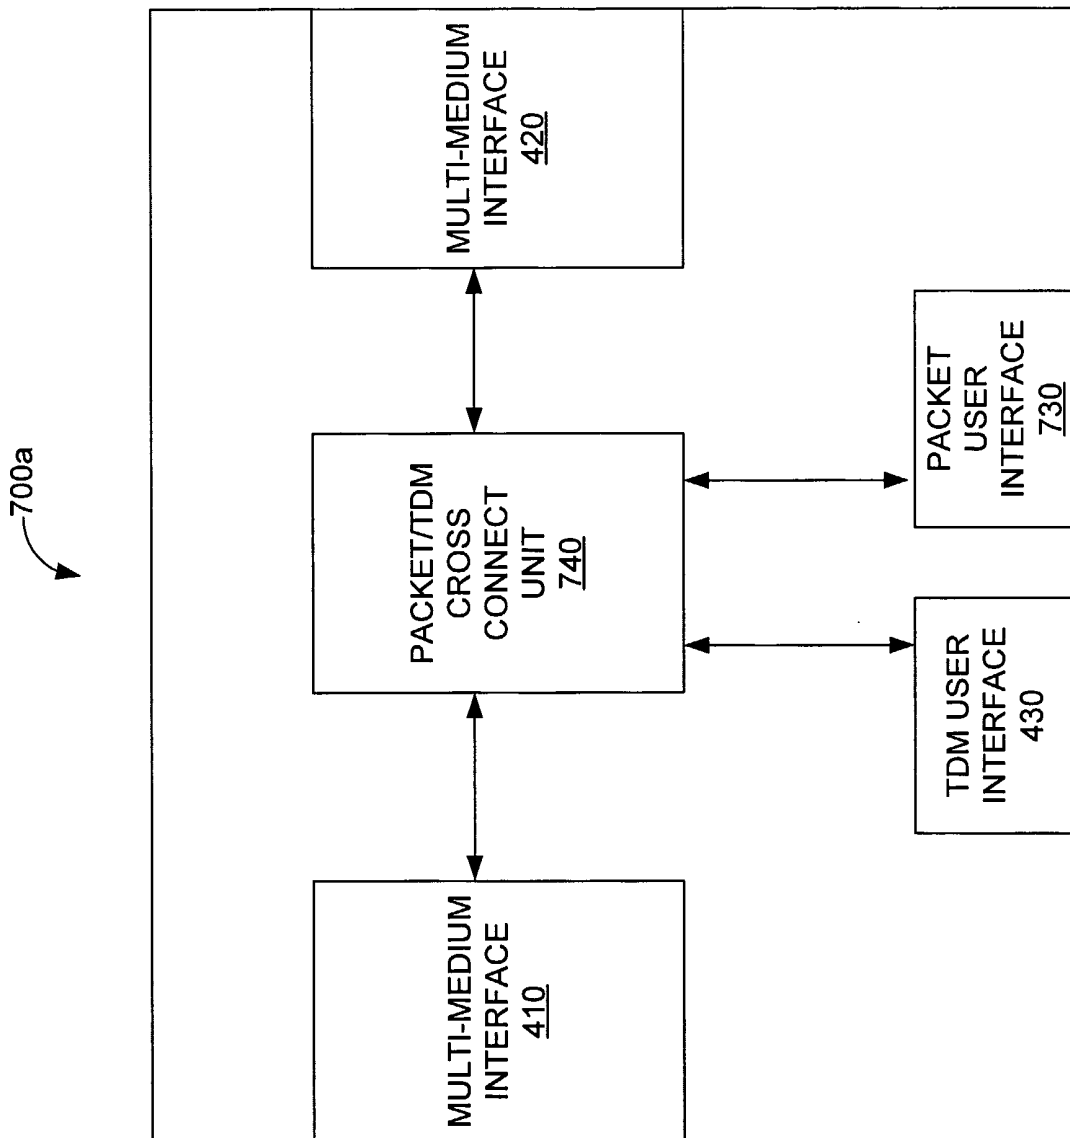 700a
MULTI-MEDIUM
INTERFACE
410
PACKET/TDM
CROSS
CONNECT
UNIT
740
MULTI-MEDIUM
INTERFACE
420
TDM USER
INTERFACE
430
PACKET
USER
INTERFACE
730